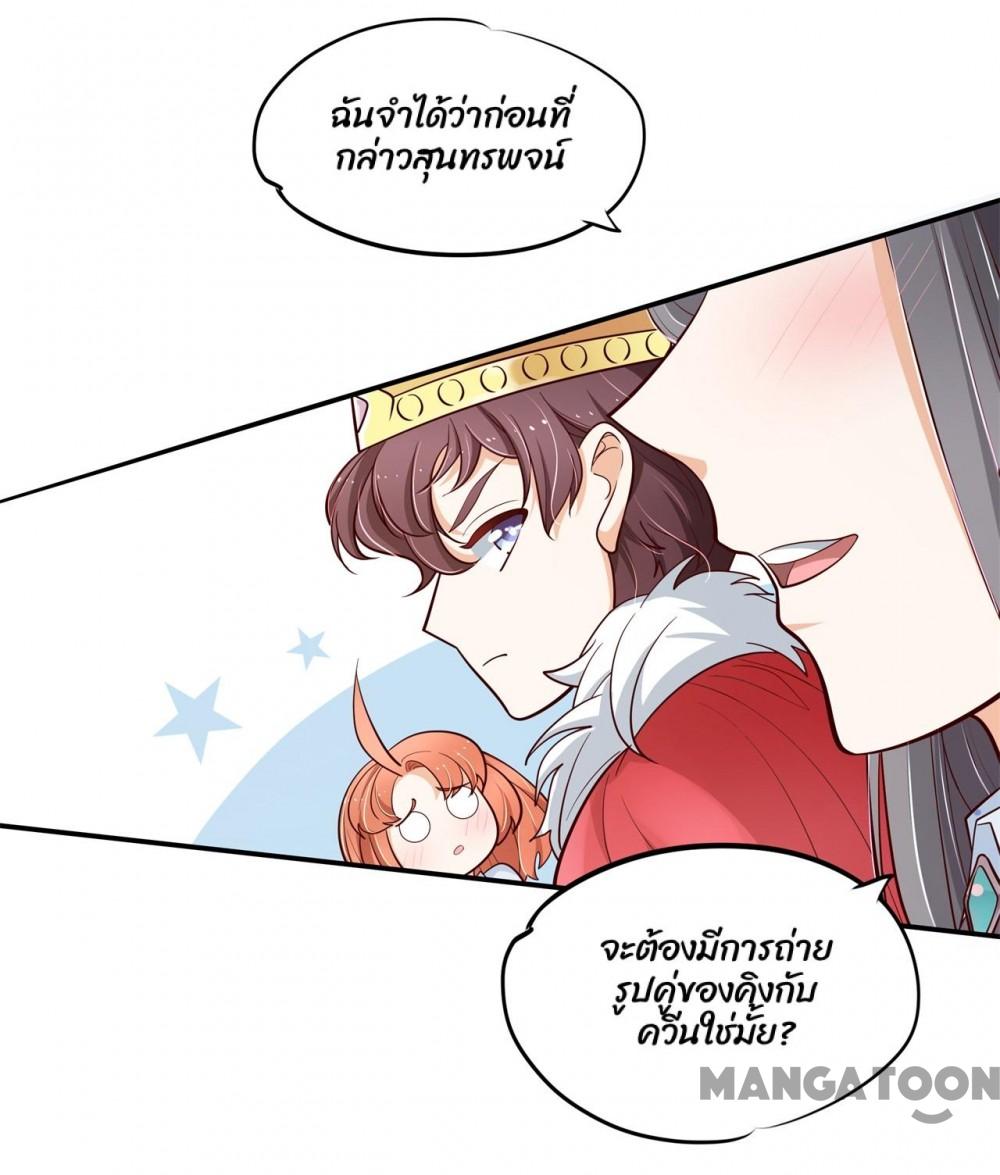 ฉันจำได้ว่าก่อนที่
กล่าวสุนทรพจน์
จะต้องมีการถ่าย
รูปคู่ของคิงกับ
ควีนใช่มั้ย?
MANGATOON